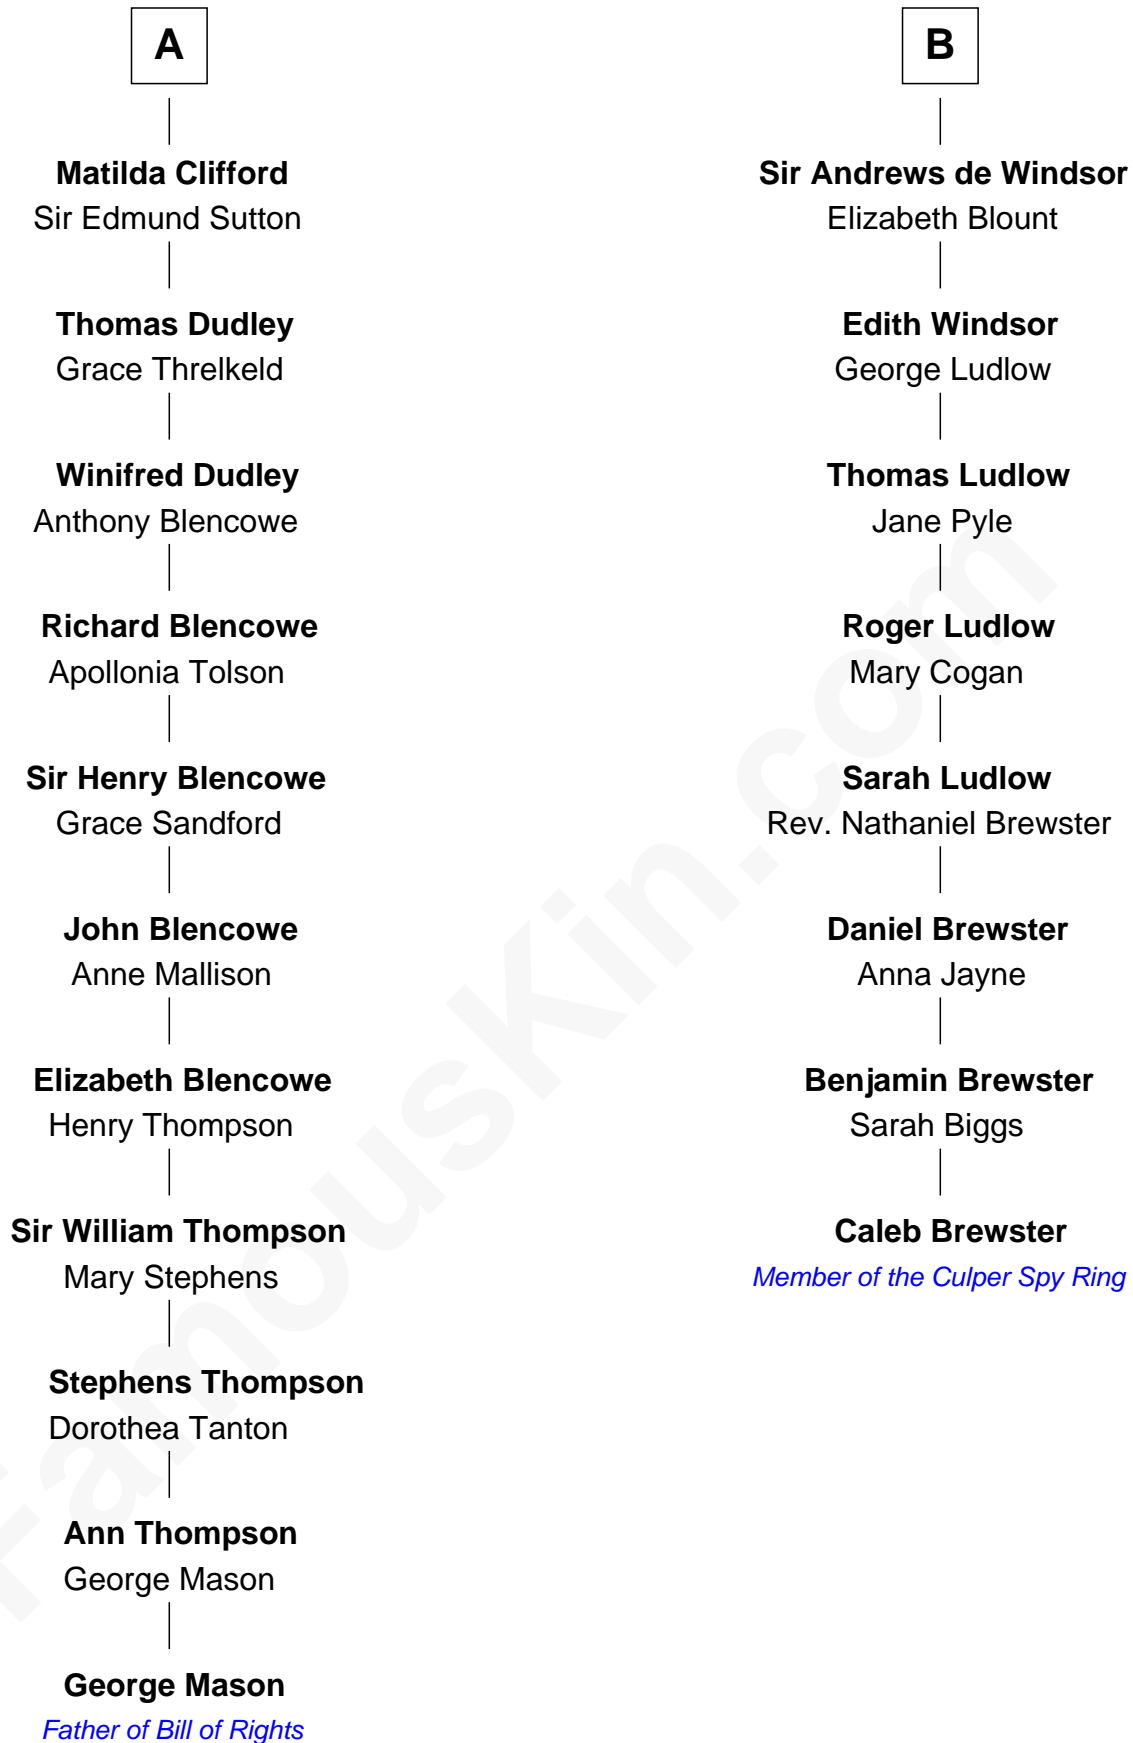 A
Matilda Clifford
Sir Edmund Sutton
Thomas Dudley
Grace Threlkeld
Winifred Dudley
Anthony Blencowe
Richard Blencowe
Apollonia Tolson
Sir Henry Blencowe
Grace Sandford
John Blencowe
Anne Mallison
Elizabeth Blencowe
Henry Thompson
Sir William Thompson
Mary Stephens
Stephens Thompson
Dorothea Tanton
Ann Thompson
George Mason
George Mason
Father of Bill of Rights
B
Sir Andrews de Windsor
Elizabeth Blount
Edith Windsor
George Ludlow
Thomas Ludlow
Jane Pyle
Roger Ludlow
Mary Cogan
Sarah Ludlow
Rev. Nathaniel Brewster
Daniel Brewster
Anna Jayne
Benjamin Brewster
Sarah Biggs
Caleb Brewster
Member of the Culper Spy Ring
FamousKin.com